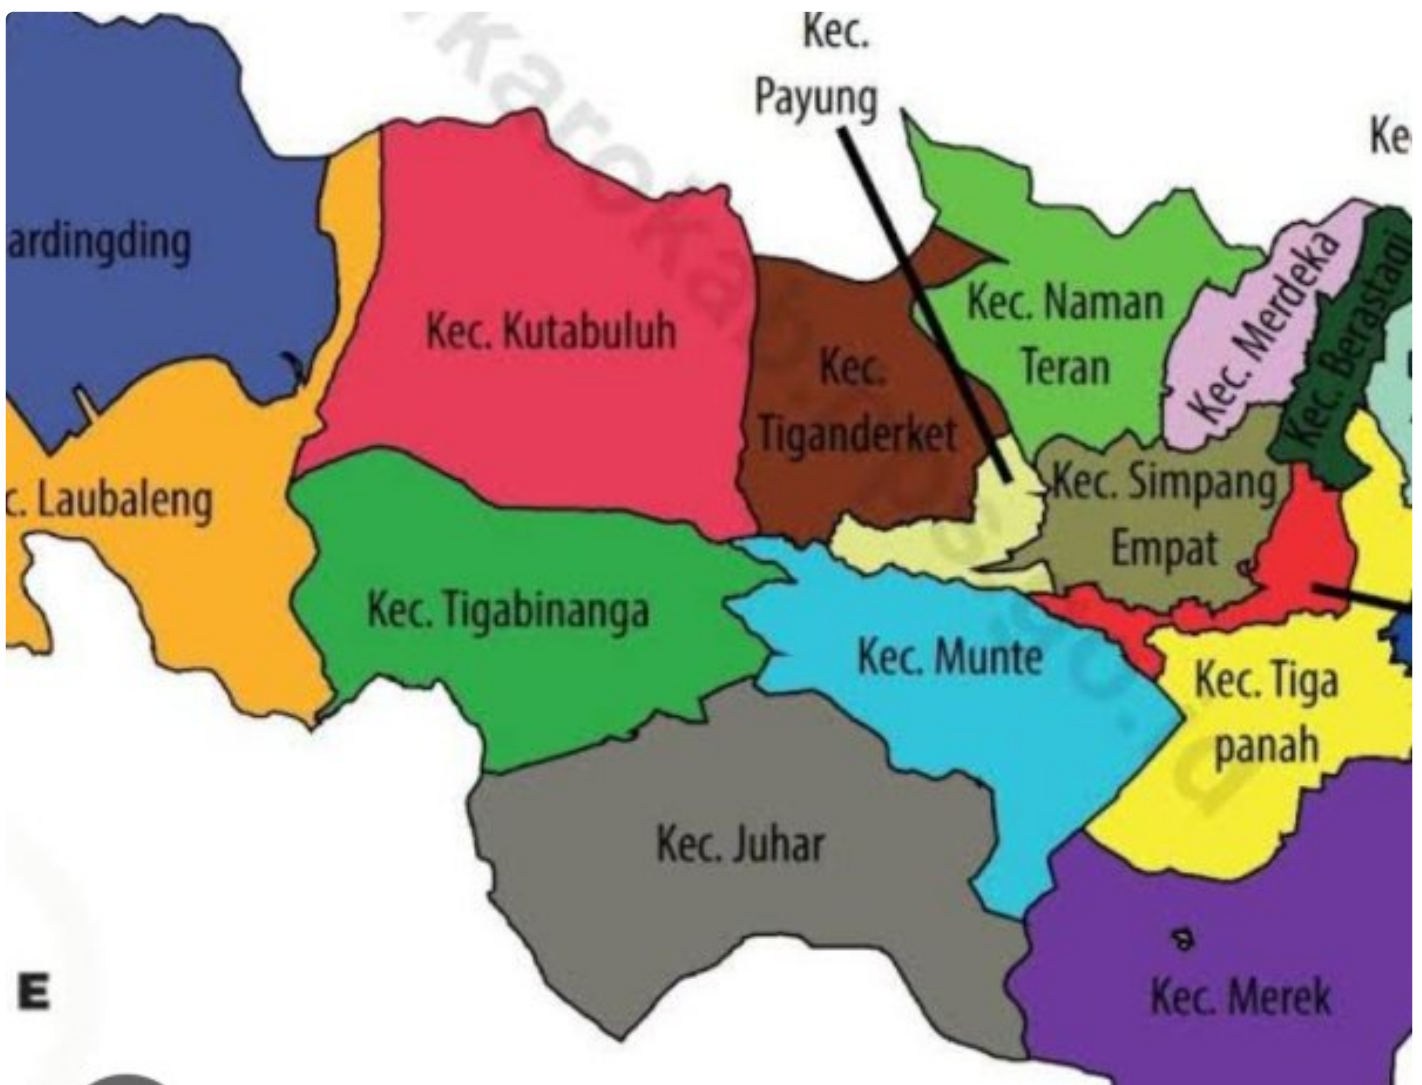 Kec.
Payung
Ke
ardingding
Kec. Kutabuluh
Kec. Naman
Teran
Kec. Merdeka
Kec. Berastagi
Kec.
Tiganderket
c. Laubaleng
Kec. Simpang
Empat
Kec. Tigabinanga
Kec. Munte
Kec. Tiga
panah
Kec. Juhar
Kec. Merek
E